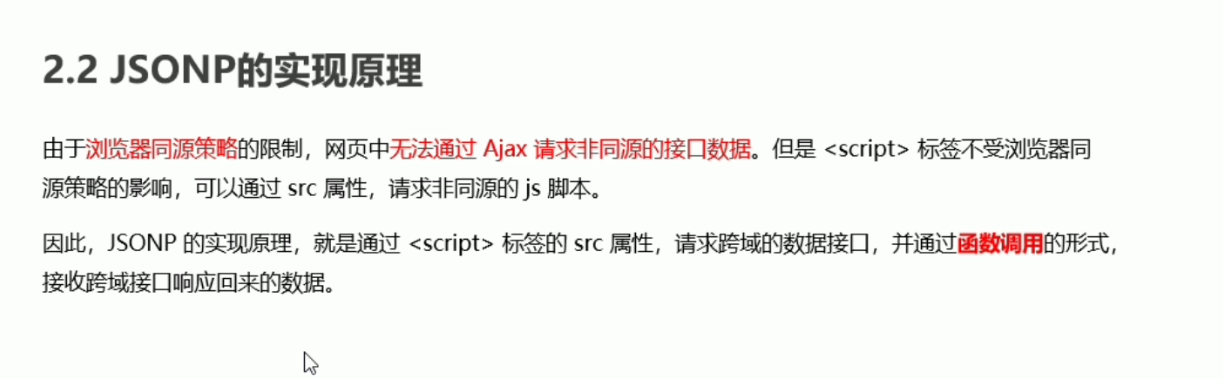 2.2 JSONP的实现原理
由于浏览器同源策略的限制，网页中无法通过 Ajax 请求非同源的接口数据。但是 <script> 标签不受浏览器同
源策略的影响，可以通过 src 属性，请求非同源的 js 脚本。
因此，JSONP 的实现原理，就是通过 <script> 标签的 src 属性，请求跨域的数据接口，并通过函数调用的形式，
接收跨域接口响应回来的数据。